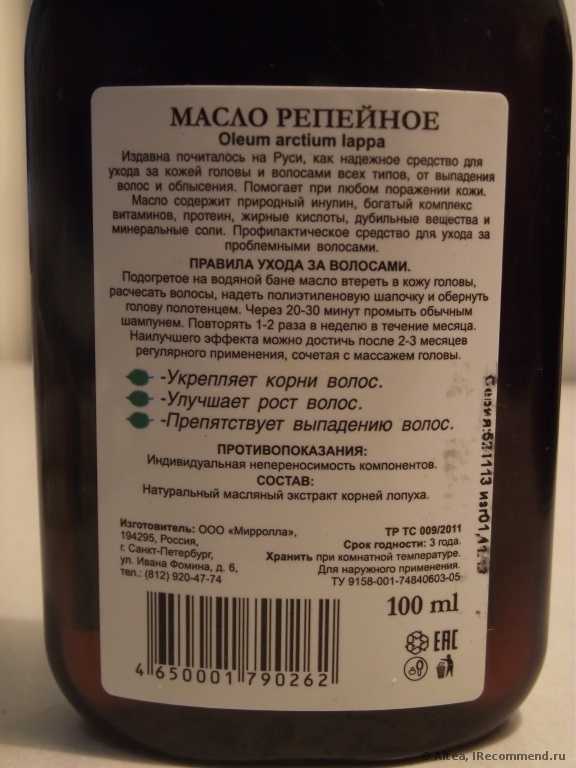 МАСЛО РЕПЕЙНОЕ
Oleum arctium lappa
Издавна почиталось на Руси, как надежное средство для
ухода за кожей головы и волосами всех типов, от выпадения
волос и облысения. Помогает при любом поражении кожи.
Масло содержит природный инулин, богатый комплекс
витаминов, протеин, жирные кислоты, дубильные вещества и
минеральные соли. Профилактическое средство для ухода за
проблемными волосами.
ПРАВИЛА УХОДА ЗА ВОЛОСАМИ.
Подогретое на водяной бане масло втереть в кожу головы,
расчесать волосы, надеть полиэтиленовую шапочку и обернуть
голову полотенцем. Через 20-30 минут промыть обычным
шампунем. Повторять 1-2 раза в неделю в течение месяца.
Наилучшего эффекта можно достичь после 2-3 месяцев
регулярного применения, сочетая с массажем головы.
-Укрепляет корни волос.
-Улучшает рост волос.
-Препятствует выпадению волос.
ПРОТИВОПОКАЗАНИЯ:
Индивидуальная непереносимость компонентов.
СОСТАВ:
Натуральный масляный экстракт корней лопуха.
Изготовитель: ООО «Мирролла»,
194295, Россия,
г. Санкт-Петербург,
ул. Ивана Фомина, д. 6,
тел.: (812) 920-47-74
ТР ТС 009/2011
Срок годности: 3 года.
Хранить при комнатной температуре.
Для наружного применения.
ТУ 9158-001-74840603-05
100 ml
EAC
4 650001 790262
Серия:521113 изг01,11.13
© Alcea, IRecommend.ru